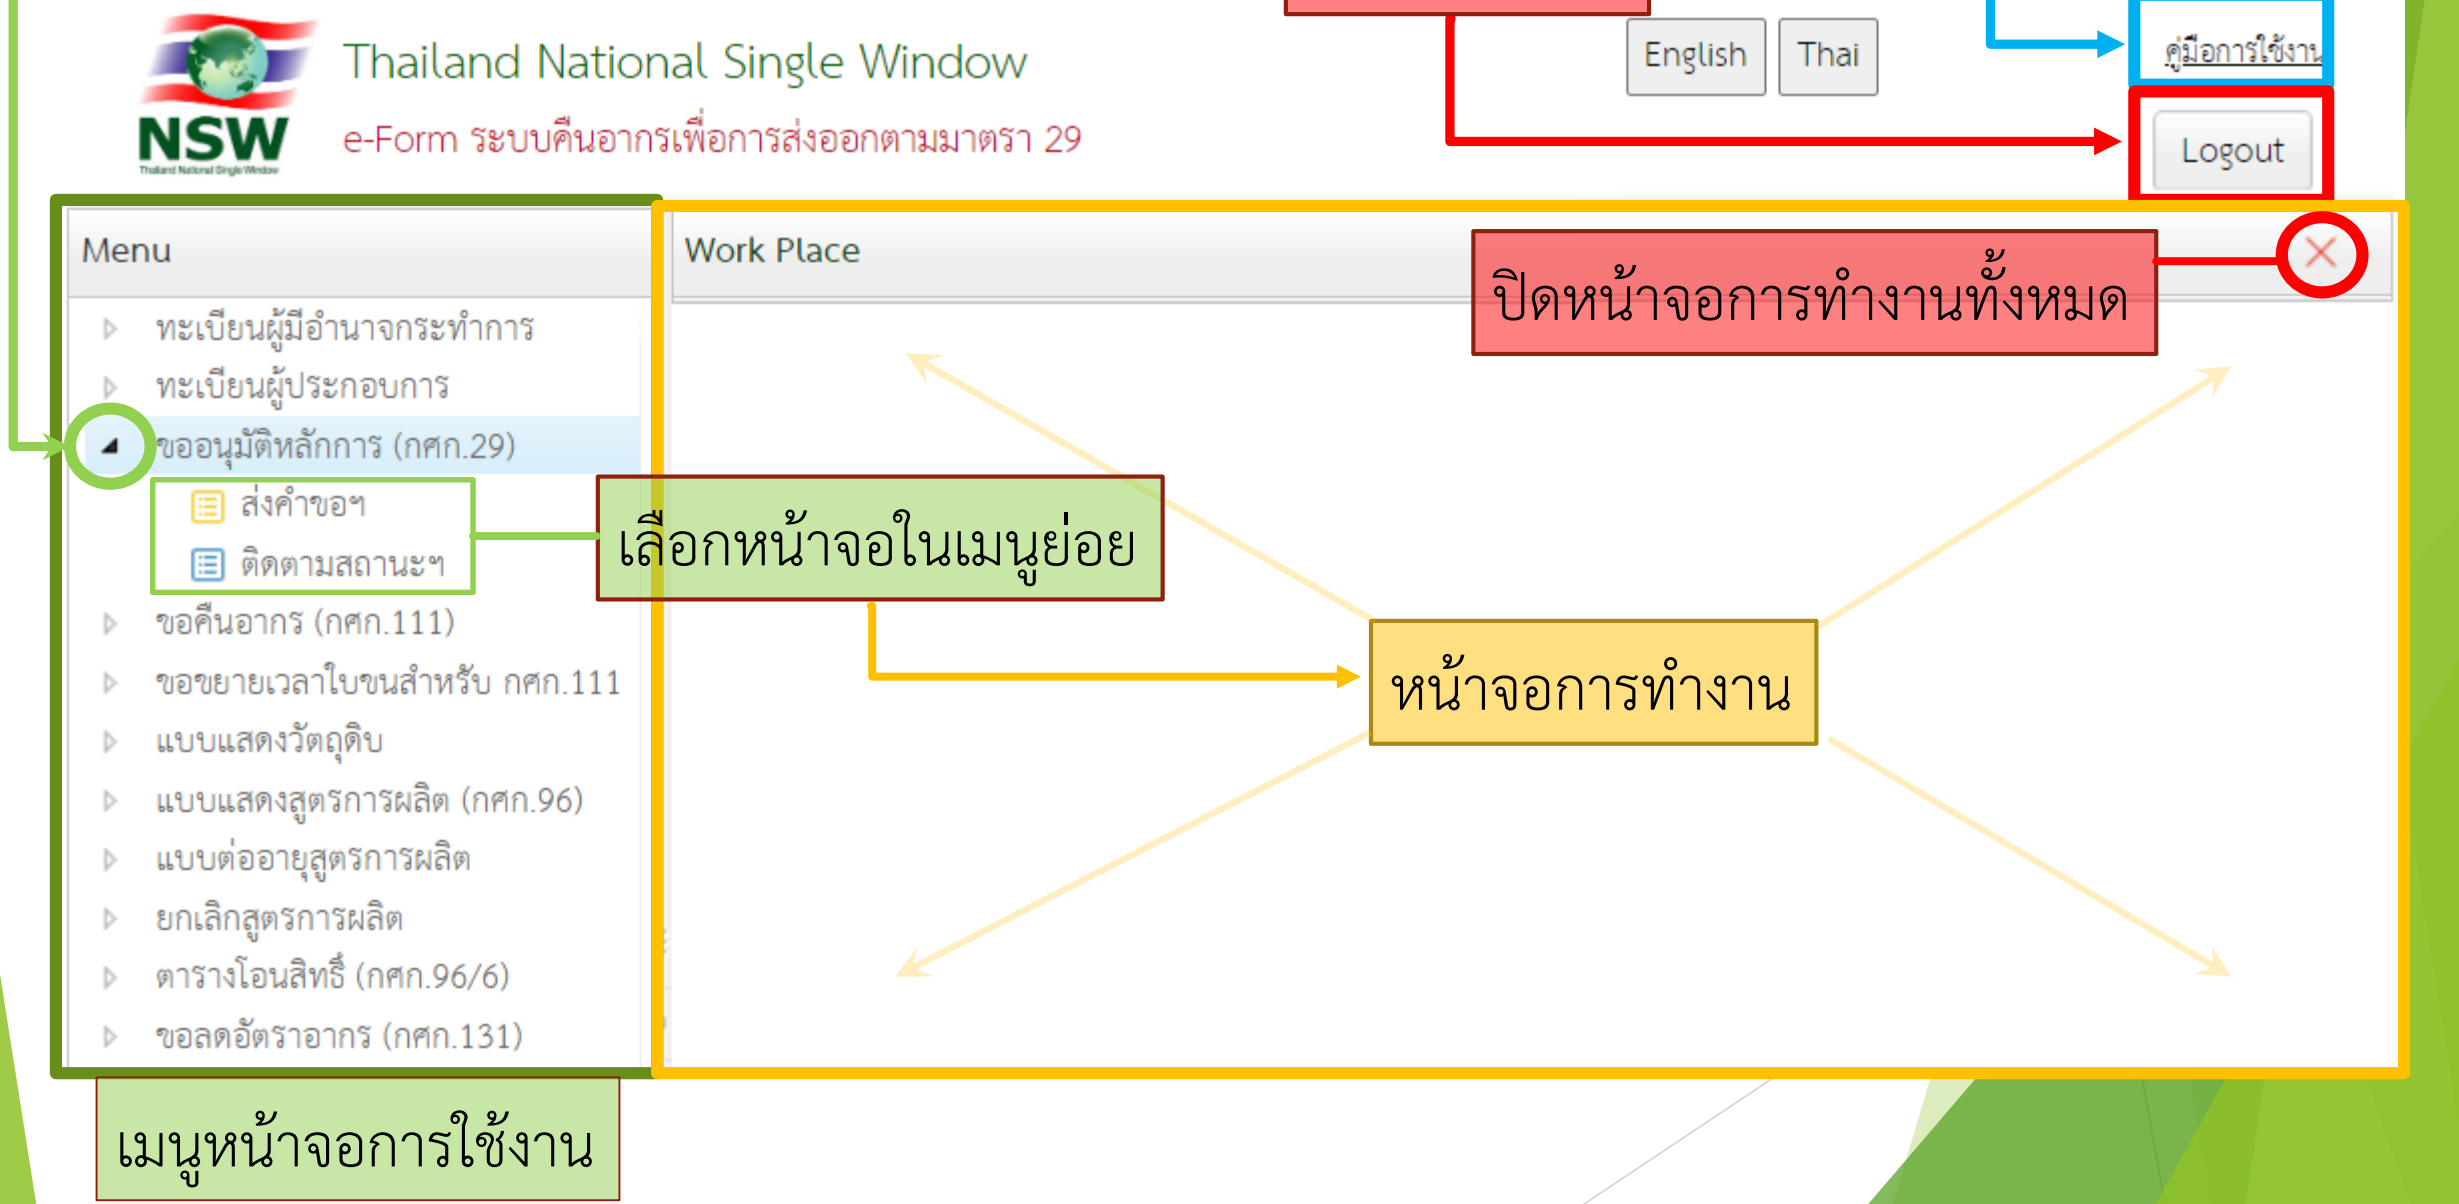 Thailand National Single Window
English
Thai
คู่มือการใช้งาน
NSW
Thailand National Single Window
e-Form ระบบคืนอากรเพื่อการส่งออกตามมาตรา 29
Logout
Menu
Work Place
ปิดหน้าจอการทำงานทั้งหมด
ทะเบียนผู้มีอำนาจกระทำการ
ทะเบียนผู้ประกอบการ
ขออนุมัติหลักการ (กศก.29)
ส่งคำขอฯ
ติดตามสถานะฯ
เลือกหน้าจอในเมนูย่อย
ขอคืนอากร (กศก.111)
ขอขยายเวลาใบขนสำหรับ กศก.111
หน้าจอการทำงาน
แบบแสดงวัตถุดิบ
แบบแสดงสูตรการผลิต (กศก.96)
แบบต่ออายุสูตรการผลิต
ยกเลิกสูตรการผลิต
ตารางโอนสิทธิ์ (กศก.96/6)
ขอลดอัตราอากร (กศก.131)
เมนูหน้าจอการใช้งาน